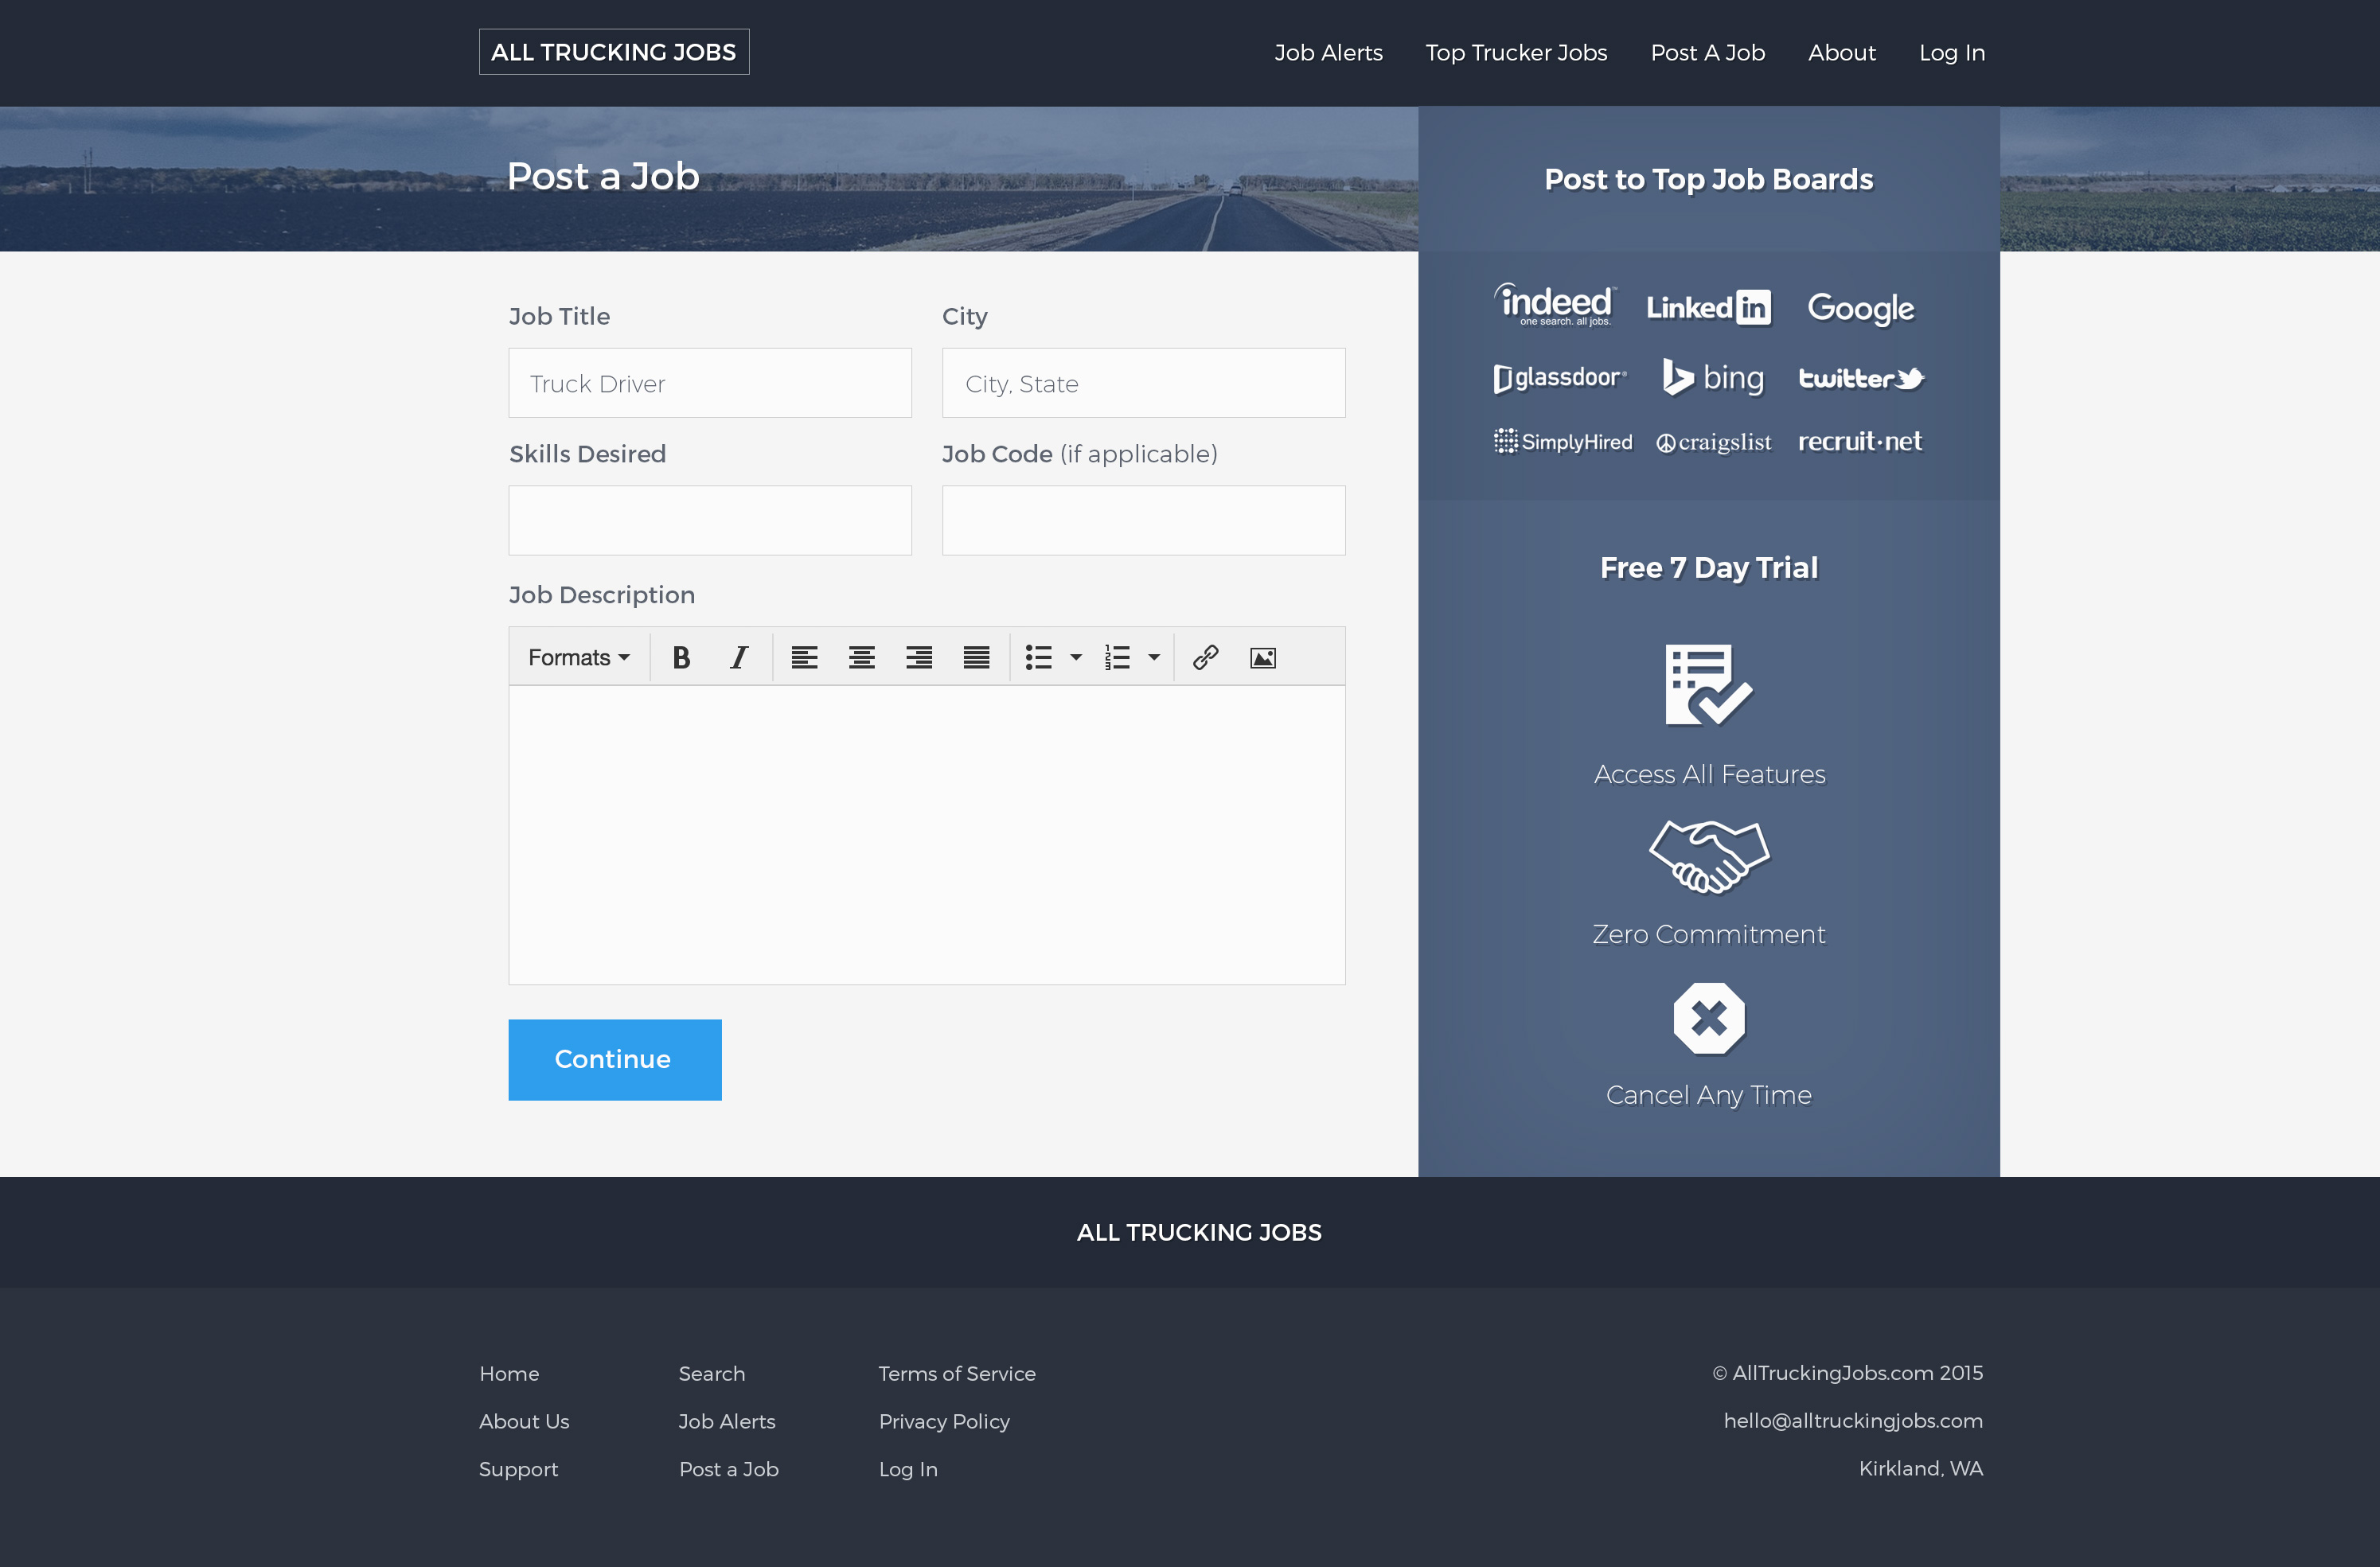 ALL TRUCKING JOBS
Job Alerts Top Trucker Jobs Post A Job About Log In
Post a Job
Job Title City
Truck Driver City, State
Skills Desired Job Code (if applicable)
Job Description
Formats B I
Continue
Post to Top Job Boards
indeed™ Linked in Google
one search. all jobs.
glassdoor® bing twitter
SimplyHired craigslist recruit·net
Free 7 Day Trial
Access All Features
Zero Commitment
Cancel Any Time
ALL TRUCKING JOBS
Home Search Terms of Service © AllTruckingJobs.com 2015
About Us Job Alerts Privacy Policy hello@alltruckingjobs.com
Support Post a Job Log In Kirkland, WA